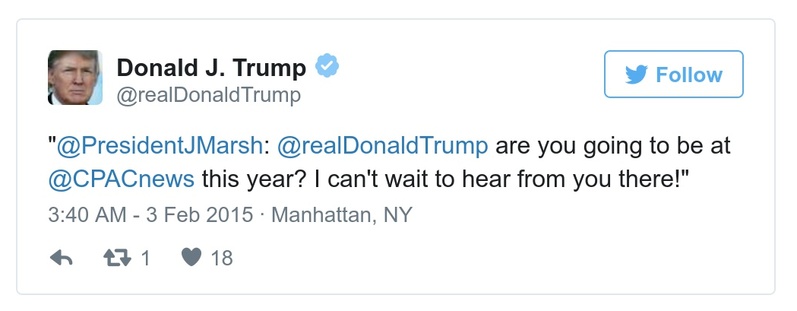 Donald J. Trump
@realDonaldTrump
Follow
"@PresidentJMarsh: @realDonaldTrump are you going to be at
@CPACnews this year? I can't wait to hear from you there!"
3:40 AM - 3 Feb 2015 · Manhattan, NY
1 18